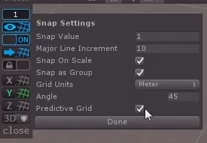 1
Snap Settings
Snap Value 1
ON
Major Line Increment 10
Snap On Scale
Snap as Group
X
Grid Units Meter
Y
Angle 45
Z
Predictive Grid
3D
Done
close